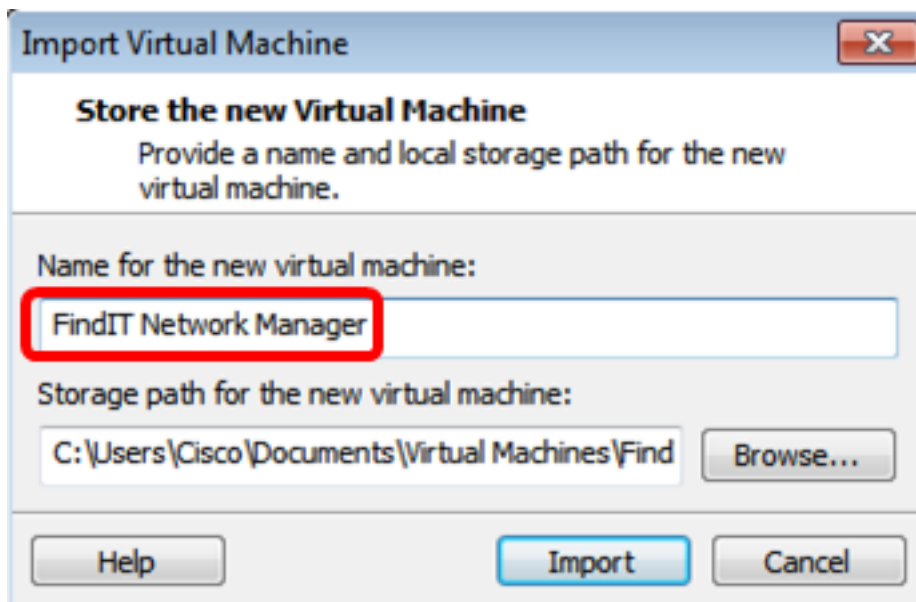 Import Virtual Machine
Store the new Virtual Machine
Provide a name and local storage path for the new
virtual machine.
Name for the new virtual machine:
FindIT Network Manager
Storage path for the new virtual machine:
C:\Users\Cisco\Documents\Virtual Machines\Find
Browse...
Help
Import
Cancel